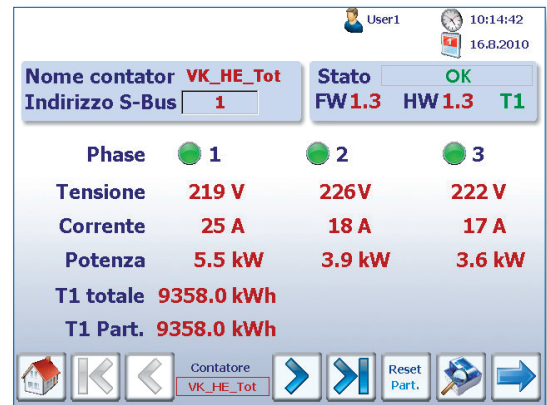 User1 10:14:42
16.8.2010
Nome contator VK_HE_Tot
Stato OK
Indirizzo S-Bus 1
FW 1.3 HW 1.3 T1
Phase 1 2 3
Tensione 219 V 226V 222 V
Corrente 25 A 18 A 17 A
Potenza 5.5 kW 3.9 kW 3.6 kW
T1 totale 9358.0 kWh
T1 Part. 9358.0 kWh
Contatore
VK_HE_Tot
Reset
Part.